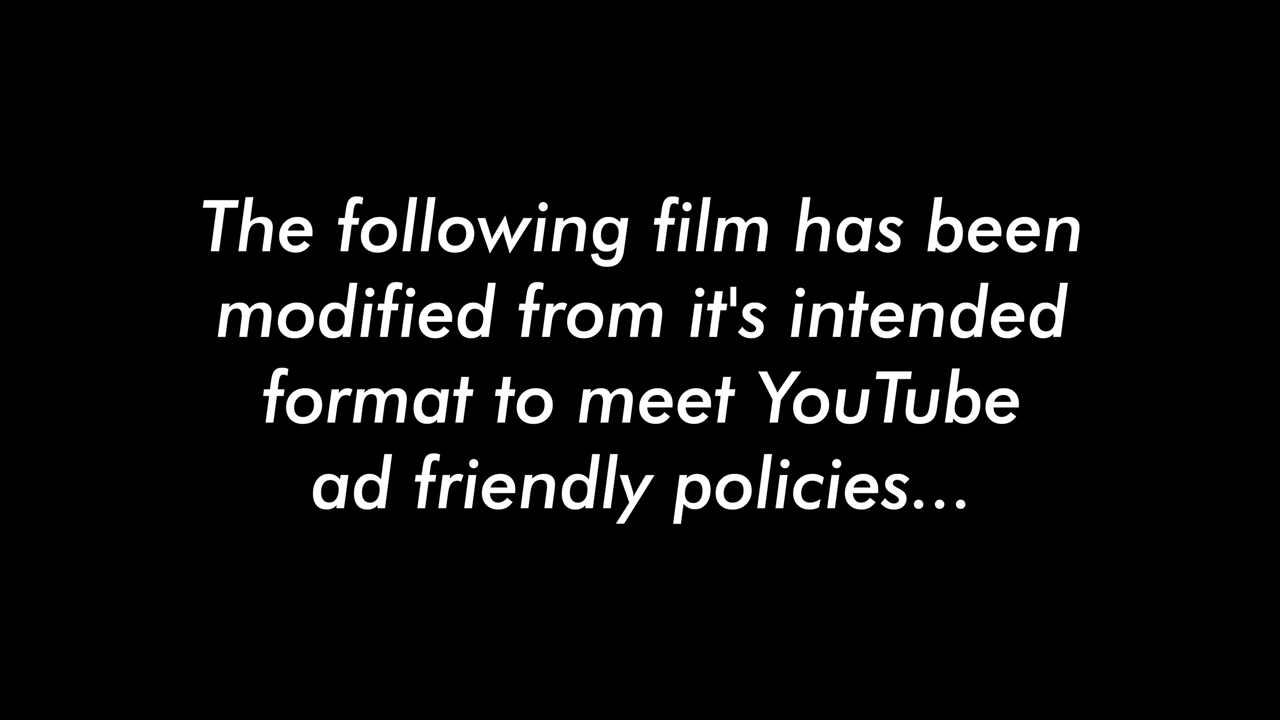 The following film has been
modified from it's intended
format to meet YouTube
ad friendly policies...